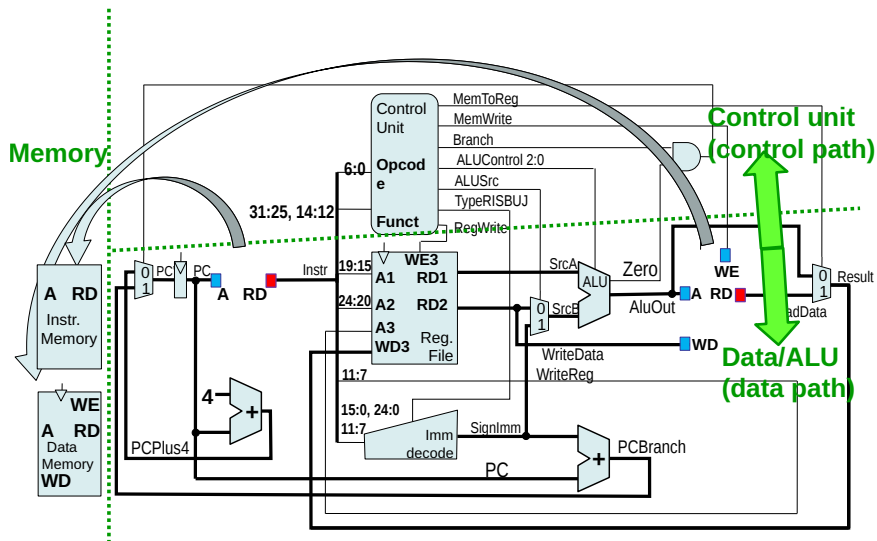 MemToReg
Control
Unit
MemWrite
Control unit
(control path)
Branch
Memory
ALUControl 2:0
6:0
Opcod
e
ALUSrc
TypeRISBUJ
31:25, 14:12
Funct
RegWrite
WE3
PC
PC
Instr
19:15
A1
RD1
SrcA
Zero
WE
0
1
A
RD
A
RD
Instr.
Memory
24:20
A2
RD2
0
1
SrcB
ALU
AluOut
A
RD
0
1
Result
adData
A3
WD3
Reg.
File
WriteData
WD
Data/ALU
(data path)
11:7
WriteReg
4
+
WE
A
RD
Data
Memory
WD
PCPlus4
15:0, 24:0
11:7
Imm
decode
SignImm
+
PCBranch
PC